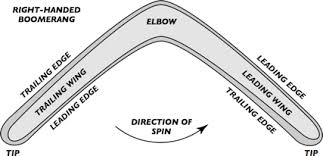 RIGHT-HANDED
BOOMERANG
ELBOW
TRAILING EDGE
TRAILING WING
LEADING EDGE
LEADING EDGE
LEADING WING
TRAILING EDGE
DIRECTION OF
SPIN
TIP
TIP